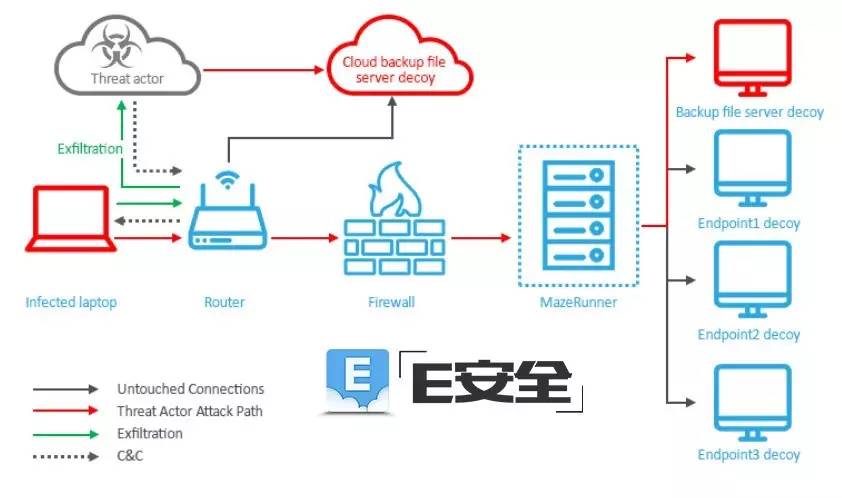 Threat actor
Cloud backup file
server decoy
Backup file server decoy
Exfiltration
Endpoint1 decoy
Infected laptop
Router
Firewall
MazeRunner
Endpoint2 decoy
Untouched Connections
Threat Actor Attack Path
Exfiltration
C&C
E
「E安全」
Endpoint3 decoy